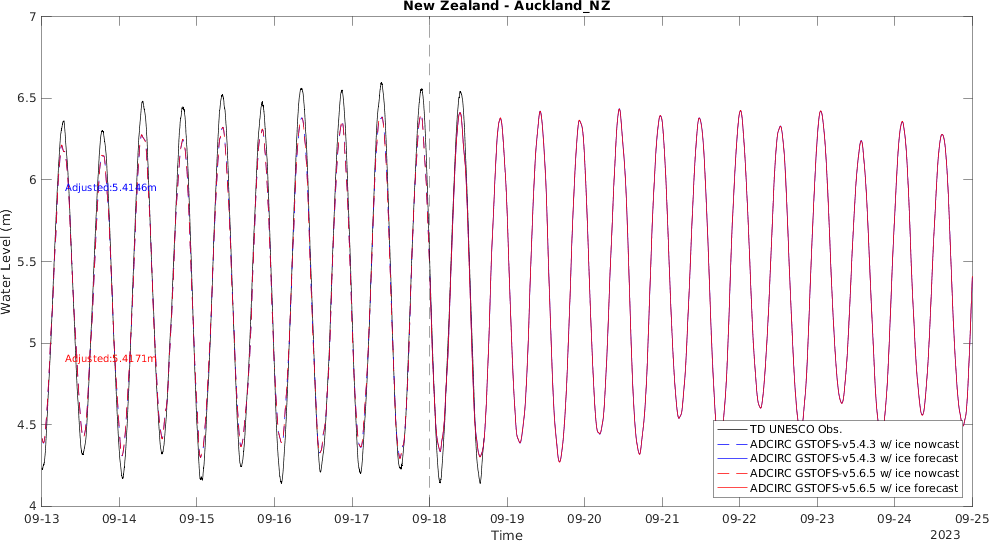 New Zealand - Auckland_NZ
7
6.5
6
5.5
5
4.5
4
Water Level (m)
Adjusted:5.4146m
Adjusted:5.4171m
TD UNESCO Obs.
ADCIRC GSTOFS-v5.4.3 w/ ice nowcast
ADCIRC GSTOFS-v5.4.3 w/ ice forecast
ADCIRC GSTOFS-v5.6.5 w/ ice nowcast
ADCIRC GSTOFS-v5.6.5 w/ ice forecast
09-13 09-14 09-15 09-16 09-17 09-18 09-19 09-20 09-21 09-22 09-23 09-24 09-25
Time
2023